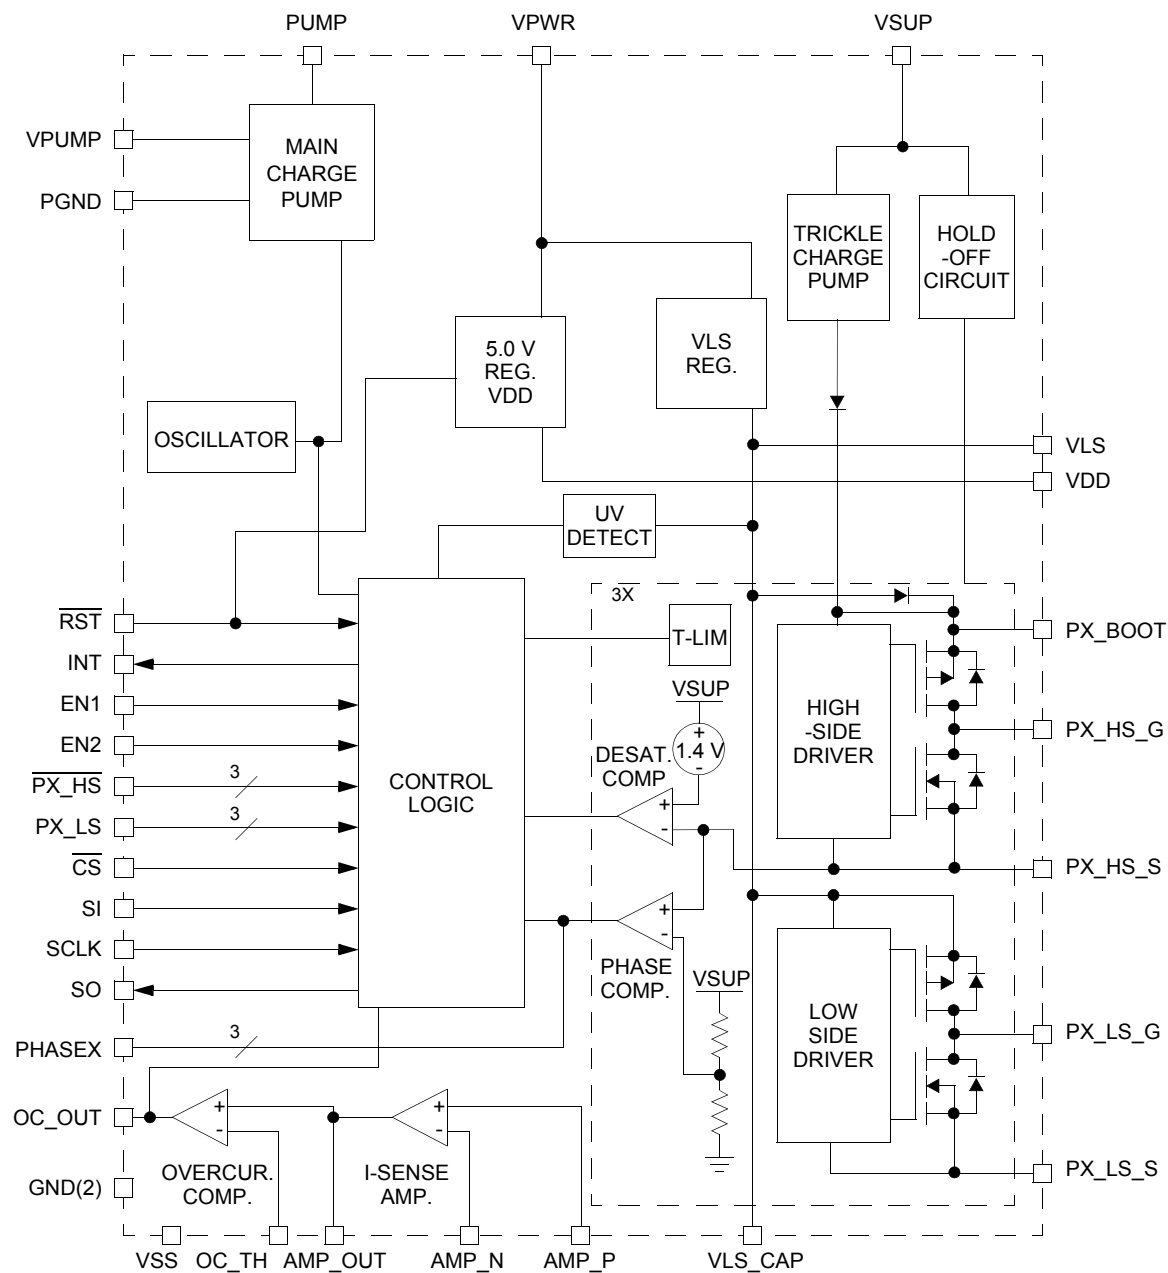 PUMP
VPWR
VSUP
VPUMP
PGND
MAIN
CHARGE
PUMP
TRICKLE
CHARGE
PUMP
HOLD
-OFF
CIRCUIT
5.0 V
REG.
VDD
VLS
REG.
OSCILLATOR
VLS
VDD
UV
DETECT
3X
T-LIM
RST
INT
EN1
EN2
PX_HS
3
PX_LS
3
CS
SI
SCLK
SO
PHASEX
3
OC_OUT
GND(2)
CONTROL
LOGIC
VSUP
+
1.4 V
-
DESAT.
COMP
+
-
+
-
PHASE
COMP.
VSUP
HIGH
-SIDE
DRIVER
LOW
SIDE
DRIVER
PX_BOOT
PX_HS_G
PX_HS_S
PX_LS_G
PX_LS_S
+
-
OVERCUR.
COMP.
+
-
I-SENSE
AMP.
VSS
OC_TH
AMP_OUT
AMP_N
AMP_P
VLS_CAP